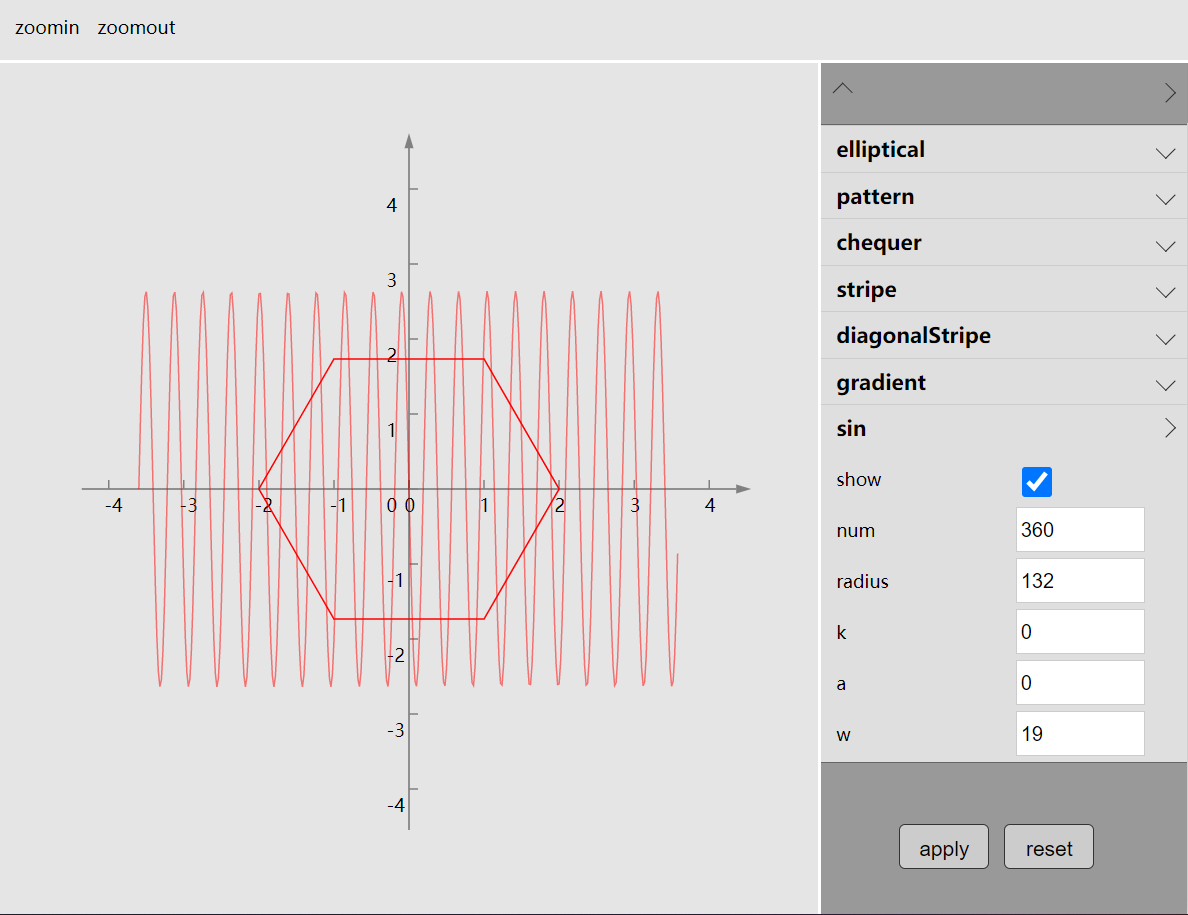 zoomin zoomout
elliptical
pattern
chequer
stripe
diagonalStripe
gradient
sin
show
num 360
radius 132
k 0
a 0
w 19
apply reset
4
3
2
1
-4 -3 -2 -1 0 0 1 2 3 4
-1
-2
-3
-4